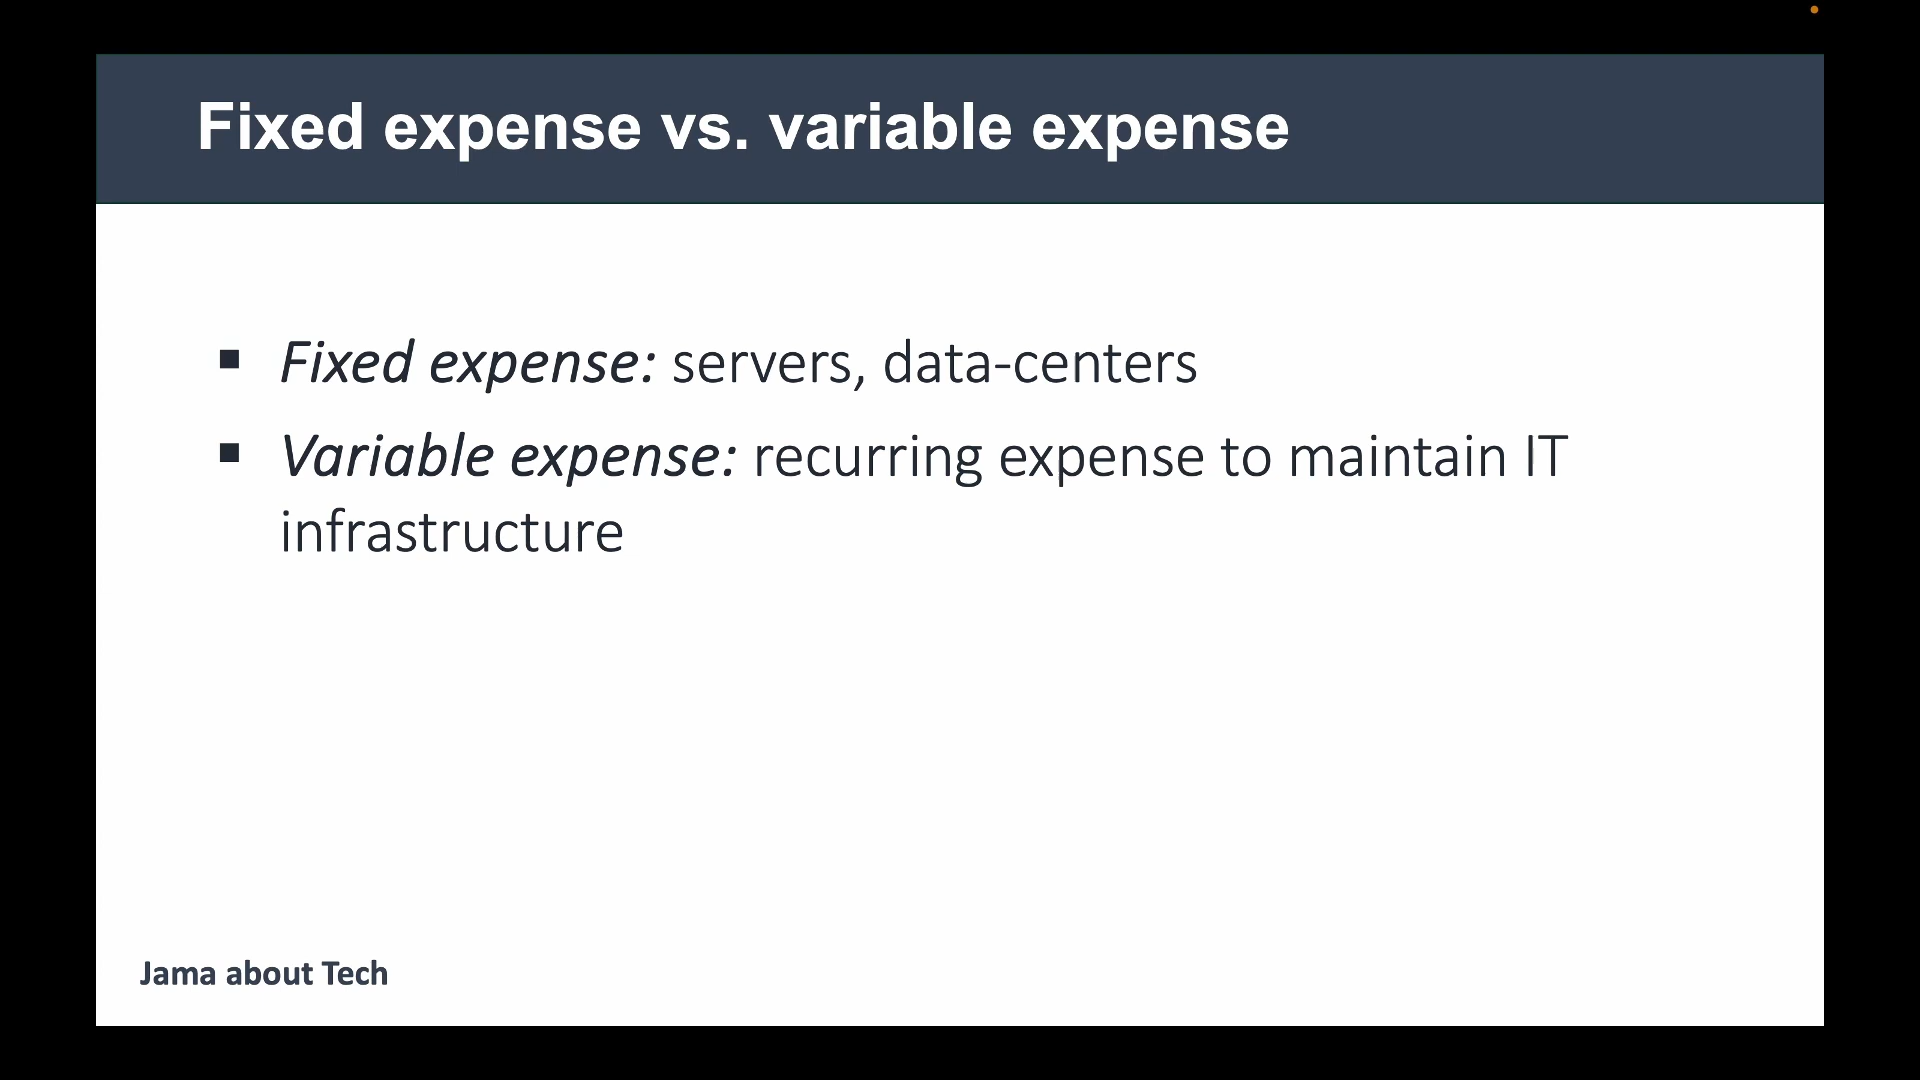 Fixed expense vs. variable expense
▪ Fixed expense: servers, data-centers
▪ Variable expense: recurring expense to maintain IT
infrastructure
Jama about Tech